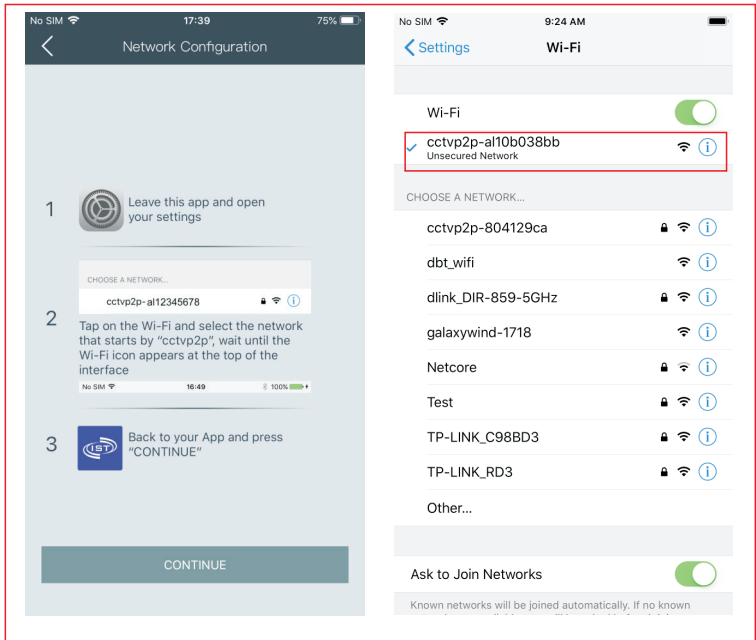 No SIM 17:39 75%
Network Configuration
1
Leave this app and open
your settings
CHOOSE A NETWORK...
cctvp2p-al12345678
2
Tap on the Wi-Fi and select the network
that starts by “cctvp2p”, wait until the
Wi-Fi icon appears at the top of the
interface
No SIM 16:49 100%
3
IST
Back to your App and press
“CONTINUE”
CONTINUE
No SIM 9:24 AM
Settings Wi-Fi
Wi-Fi
cctvp2p-al10b038bb
Unsecured Network
CHOOSE A NETWORK...
cctvp2p-804129ca
dbt_wifi
dlink_DIR-859-5GHz
galaxywind-1718
Netcore
Test
TP-LINK_C98BD3
TP-LINK_RD3
Other...
Ask to Join Networks
Known networks will be joined automatically. If no known